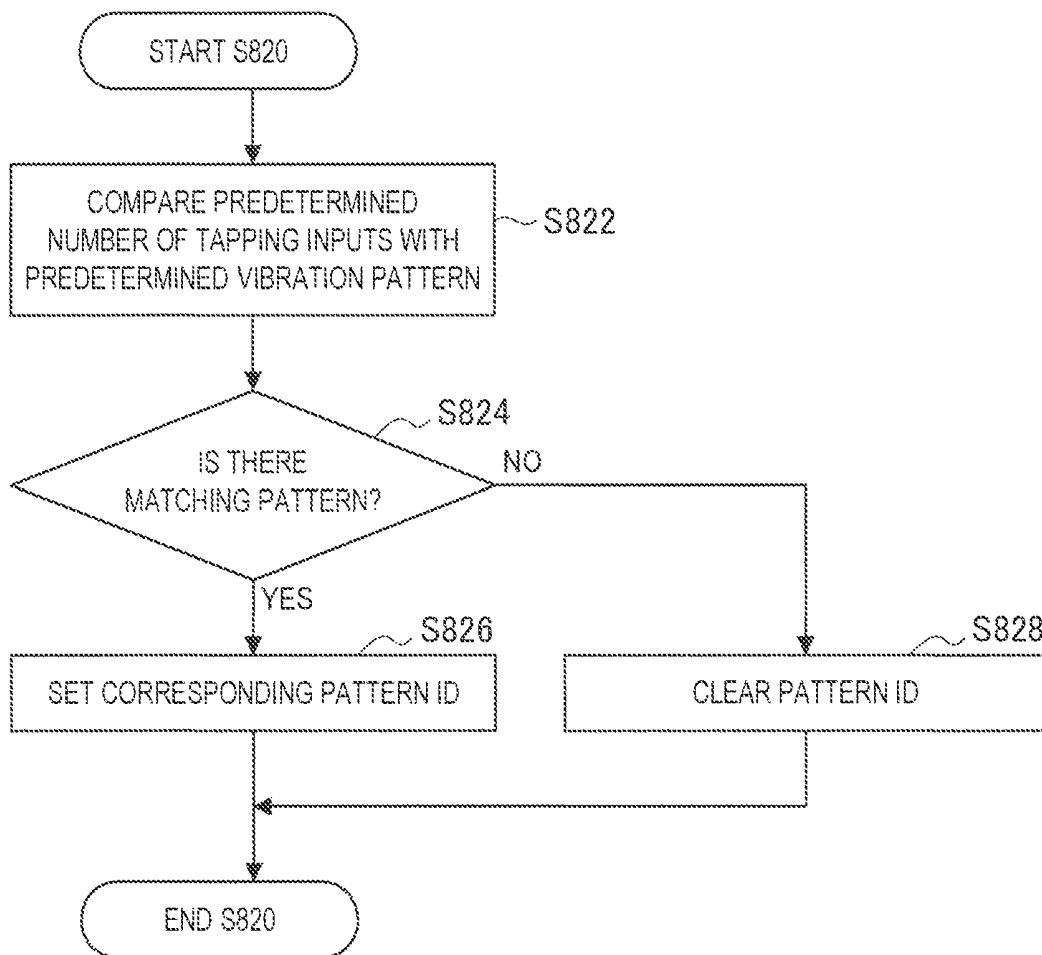 START S820
COMPARE PREDETERMINED
NUMBER OF TAPPING INPUTS WITH
PREDETERMINED VIBRATION PATTERN
S822
S824
IS THERE
MATCHING PATTERN?
NO
YES
S826
SET CORRESPONDING PATTERN ID
S828
CLEAR PATTERN ID
END S820